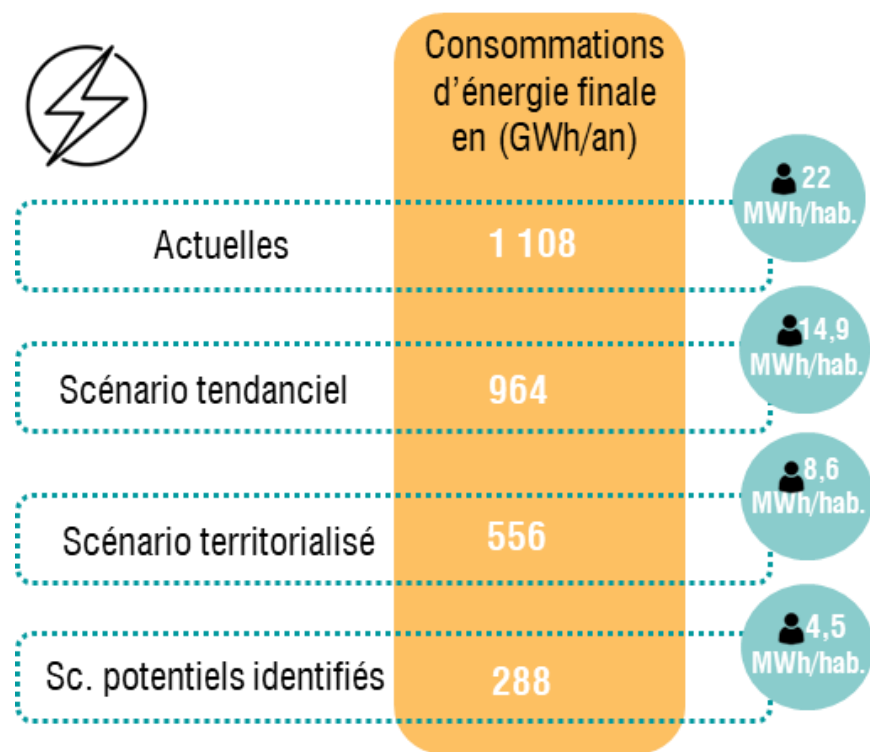 Consommations
d'énergie finale
en (GWh/an)
22
MWh/hab.
Actuelles
1 108
14,9
MWh/hab.
Scénario tendanciel
964
8,6
MWh/hab.
Scénario territorialisé
556
4,5
MWh/hab.
Sc. potentiels identifiés
288